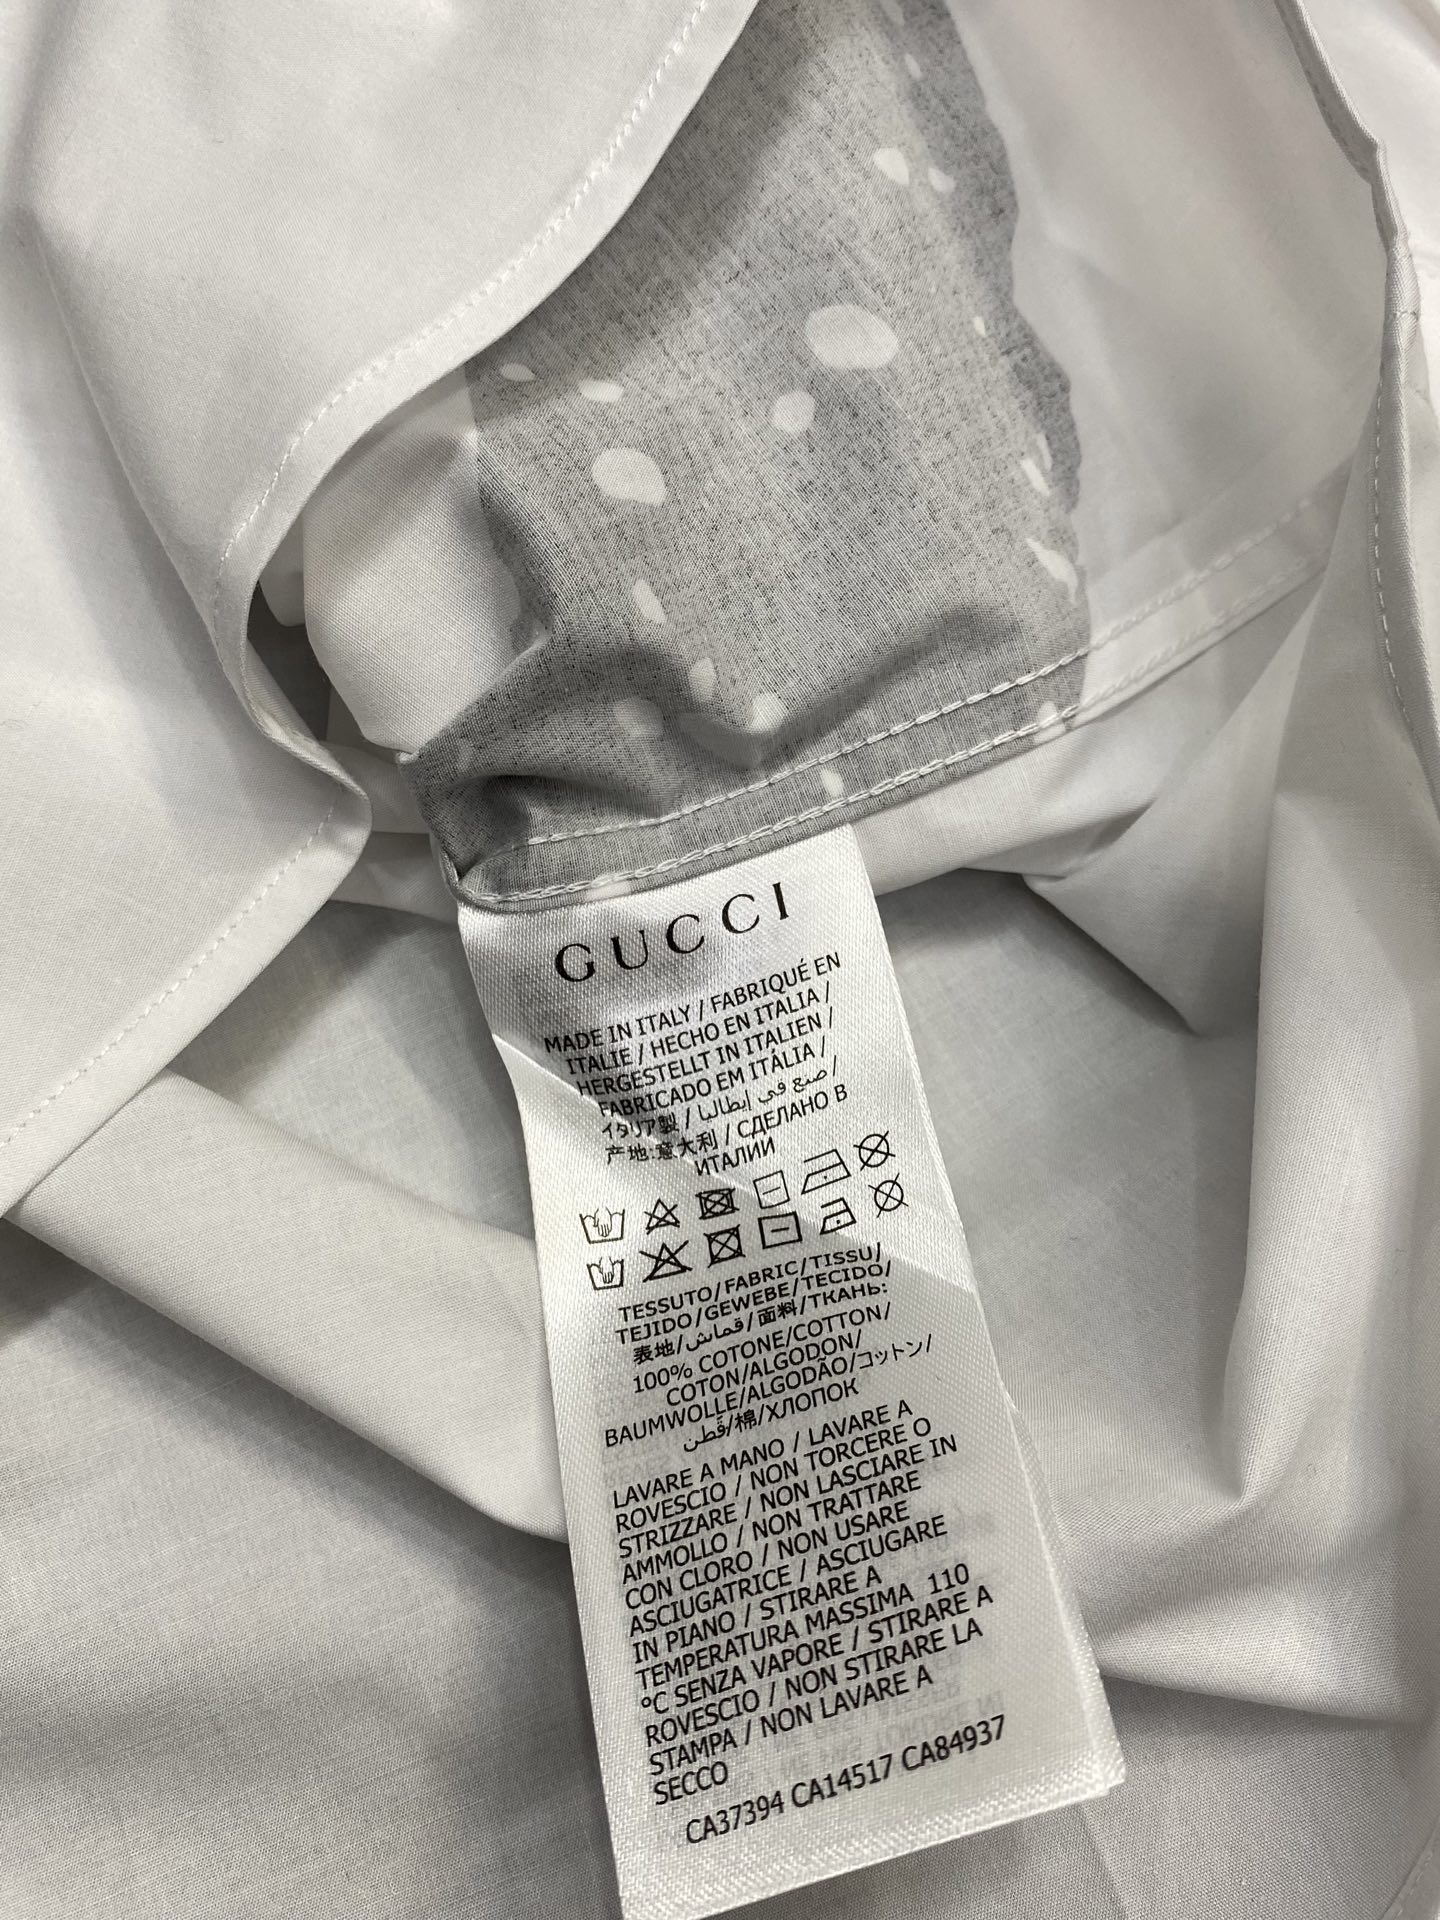 GUCCI
MADE IN ITALY / FABRIQUÉ EN
ITALIE / HECHO EN ITALIA /
HERGESTELLT IN ITALIEN /
FABRICADO EM ITÁLIA /
イタリア製 / صنع في إيطاليا /
产地:意大利 / СДЕЛАНО В
ИТАЛИИ
TESSUTO/FABRIC/TISSU/
TEJIDO/GEWEBE/TECIDO/
表地/قماش/面料/ТКАНЬ:
100% COTONE/COTTON/
COTON/ALGODON/
BAUMWOLLE/ALGODÃO/コットン/
قطن/棉/ХЛОПОК
LAVARE A MANO / LAVARE A
ROVESCIO / NON TORCERE O
STRIZZARE / NON LASCIARE IN
AMMOLLO / NON TRATTARE
CON CLORO / NON USARE
ASCIUGATRICE / ASCIUGARE
IN PIANO / STIRARE A
TEMPERATURA MASSIMA 110
°C SENZA VAPORE / STIRARE A
ROVESCIO / NON STIRARE LA
STAMPA / NON LAVARE A
SECCO
CA37394 CA14517 CA84937